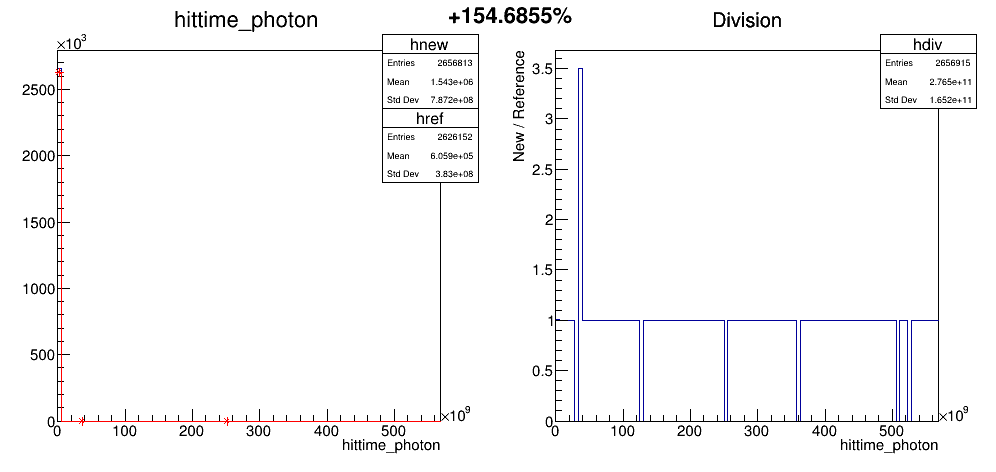 +154.6855%
hittime_photon
×10³
hnew
Entries 2656813
Mean 1.543e+06
Std Dev 7.872e+08
href
Entries 2626152
Mean 6.059e+05
Std Dev 3.83e+08
2500
2000
1500
1000
500
0
0 100 200 300 400 500
×10⁹
hittime_photon
Division
hdiv
Entries 2656915
Mean 2.765e+11
Std Dev 1.652e+11
New / Reference
3.5
3
2.5
2
1.5
1
0.5
0
0 100 200 300 400 500
×10⁹
hittime_photon